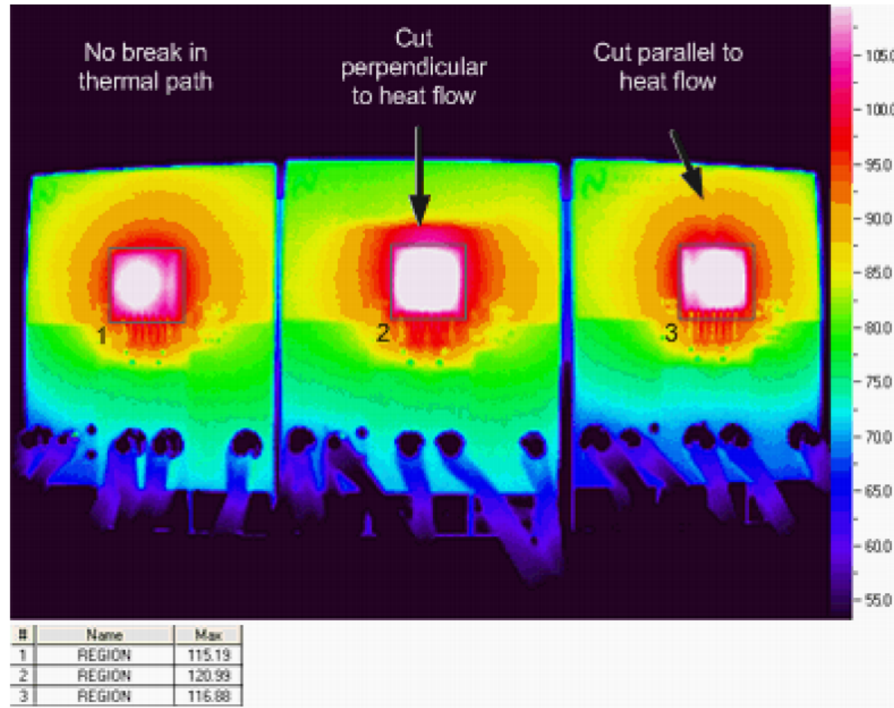 No break in
thermal path
Cut
perpendicular
to heat flow
Cut parallel to
heat flow
105.0
100.0
95.0
90.0
85.0
80.0
75.0
70.0
65.0
60.0
55.0
1
2
3
# Name Max
1 REGION 115.19
2 REGION 120.99
3 REGION 116.88